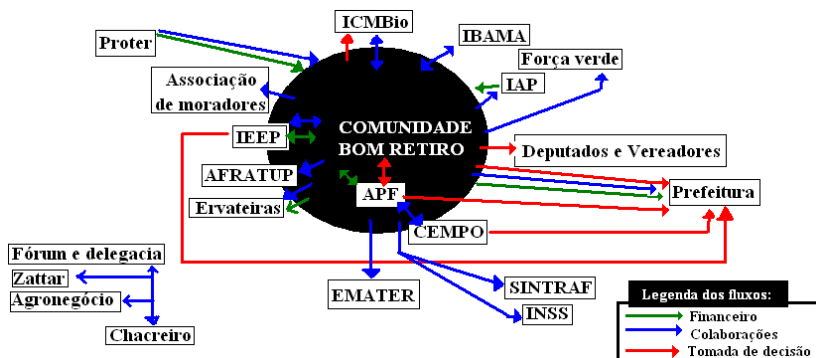 ICMBio
Proter
IBAMA
Força verde
Associação
de moradores
IAP
IEEP
COMUNIDADE
BOM RETIRO
Deputados e Vereadores
AFRATUP
APF
Prefeitura
Ervateiras
CEMPO
Fórum e delegacia
Zattar
Agronegócio
Chacreiro
EMATER
SINTRAF
INSS
Legenda dos fluxos:
Financeiro
Colaborações
Tomada de decisão